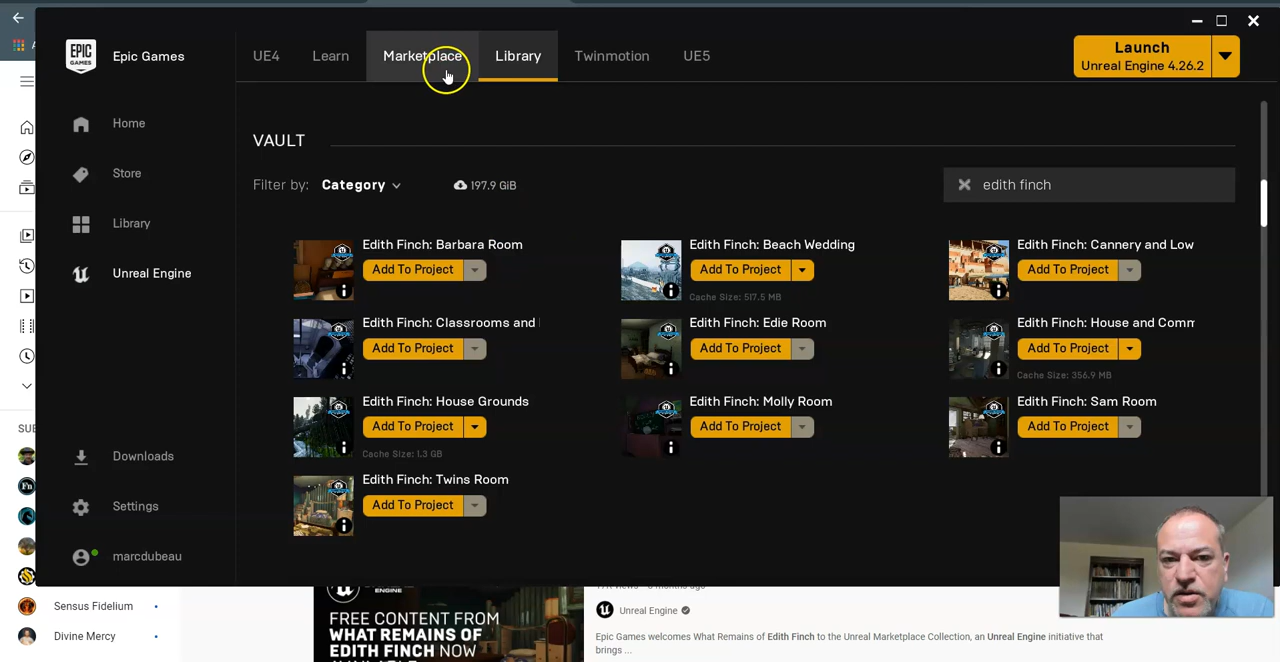 EPIC GAMES
Epic Games
UE4
Learn
Marketplace
Library
Twinmotion
UE5
Launch
Unreal Engine 4.26.2
Home
Store
Library
Unreal Engine
Downloads
Settings
marcdubeau
VAULT
Filter by: Category
197.9 GiB
edith finch
Edith Finch: Barbara Room
Add To Project
Edith Finch: Beach Wedding
Add To Project
Cache Size: 517.5 MB
Edith Finch: Cannery and Low
Add To Project
Edith Finch: Classrooms and
Add To Project
Edith Finch: Edie Room
Add To Project
Edith Finch: House and Comm
Add To Project
Cache Size: 356.9 MB
Edith Finch: House Grounds
Add To Project
Cache Size: 1.3 GB
Edith Finch: Molly Room
Add To Project
Edith Finch: Sam Room
Add To Project
Edith Finch: Twins Room
Add To Project
SU
Sensus Fidelium
Divine Mercy
ENGINE
FREE CONTENT FROM
WHAT REMAINS OF
EDITH FINCH NOW
Unreal Engine
Epic Games welcomes What Remains of Edith Finch to the Unreal Marketplace Collection, an Unreal Engine initiative that
brings ...